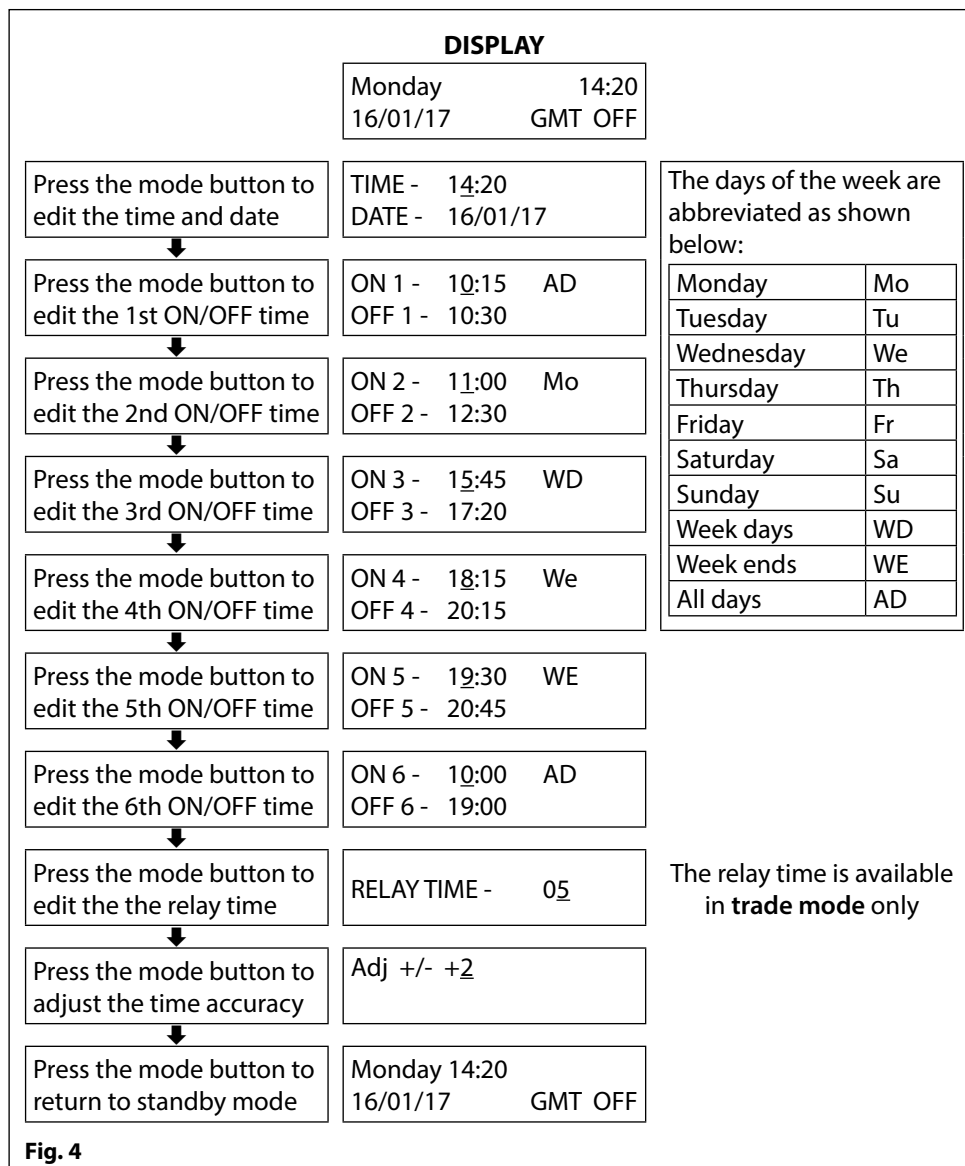 DISPLAY
Monday 14:20
16/01/17 GMT OFF
Press the mode button to
edit the time and date
TIME - 14:20
DATE - 16/01/17
Press the mode button to
edit the 1st ON/OFF time
ON 1 - 10:15 AD
OFF 1 - 10:30
Press the mode button to
edit the 2nd ON/OFF time
ON 2 - 11:00 Mo
OFF 2 - 12:30
Press the mode button to
edit the 3rd ON/OFF time
ON 3 - 15:45 WD
OFF 3 - 17:20
Press the mode button to
edit the 4th ON/OFF time
ON 4 - 18:15 We
OFF 4 - 20:15
Press the mode button to
edit the 5th ON/OFF time
ON 5 - 19:30 WE
OFF 5 - 20:45
Press the mode button to
edit the 6th ON/OFF time
ON 6 - 10:00 AD
OFF 6 - 19:00
Press the mode button to
edit the the relay time
RELAY TIME - 05
Press the mode button to
adjust the time accuracy
Adj +/- +2
Press the mode button to
return to standby mode
Monday 14:20
16/01/17 GMT OFF
The days of the week are
abbreviated as shown
below:
Monday Mo
Tuesday Tu
Wednesday We
Thursday Th
Friday Fr
Saturday Sa
Sunday Su
Week days WD
Week ends WE
All days AD
The relay time is available
in trade mode only
Fig. 4